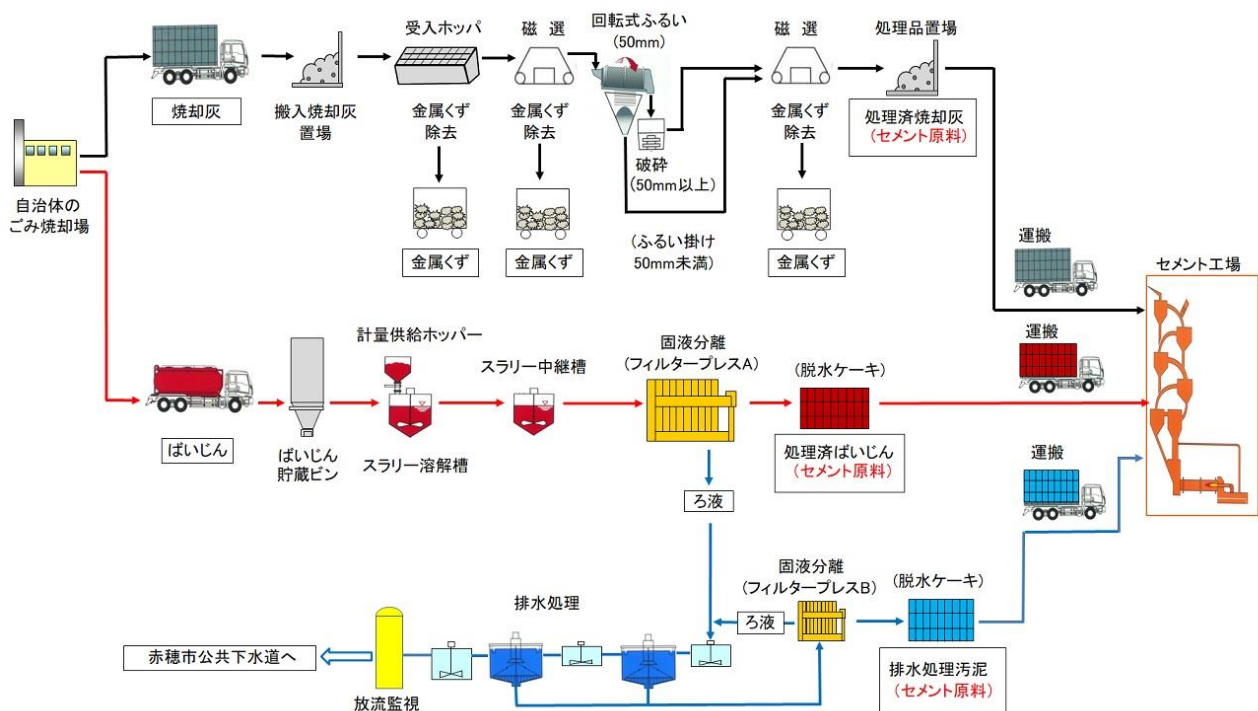 受入ホッパ
磁 選
回転式ふるい
(50mm)
磁 選
処理品置場
焼却灰
搬入焼却灰
置場
金属くず
除去
金属くず
除去
破砕
(50mm以上)
金属くず
除去
処理済焼却灰
(セメント原料)
自治体の
ごみ焼却場
金属くず
金属くず
(ふるい掛け
50mm未満)
金属くず
運搬
セメント工場
計量供給ホッパー
スラリー中継槽
固液分離
(フィルタープレスA)
(脱水ケーキ)
運搬
ばいじん
ばいじん
貯蔵ビン
スラリー溶解槽
処理済ばいじん
(セメント原料)
運搬
ろ液
固液分離
(フィルタープレスB)
(脱水ケーキ)
排水処理
ろ液
赤穂市公共下水道へ
放流監視
排水処理汚泥
(セメント原料)